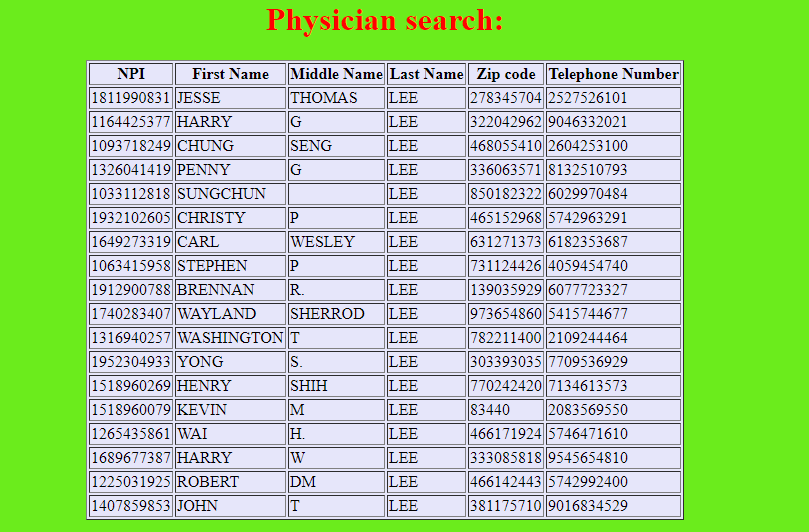 Physician search:
NPI First Name Middle Name Last Name Zip code Telephone Number
1811990831 JESSE THOMAS LEE 278345704 2527526101
1164425377 HARRY G LEE 322042962 9046332021
1093718249 CHUNG SENG LEE 468055410 2604253100
1326041419 PENNY G LEE 336063571 8132510793
1033112818 SUNGCHUN LEE 850182322 6029970484
1932102605 CHRISTY P LEE 465152968 5742963291
1649273319 CARL WESLEY LEE 631271373 6182353687
1063415958 STEPHEN P LEE 731124426 4059454740
1912900788 BRENNAN R. LEE 139035929 6077723327
1740283407 WAYLAND SHERROD LEE 973654860 5415744677
1316940257 WASHINGTON T LEE 782211400 2109244464
1952304933 YONG S. LEE 303393035 7709536929
1518960269 HENRY SHIH LEE 770242420 7134613573
1518960079 KEVIN M LEE 83440 2083569550
1265435861 WAI H. LEE 466171924 5746471610
1689677387 HARRY W LEE 333085818 9545654810
1225031925 ROBERT DM LEE 466142443 5742992400
1407859853 JOHN T LEE 381175710 9016834529